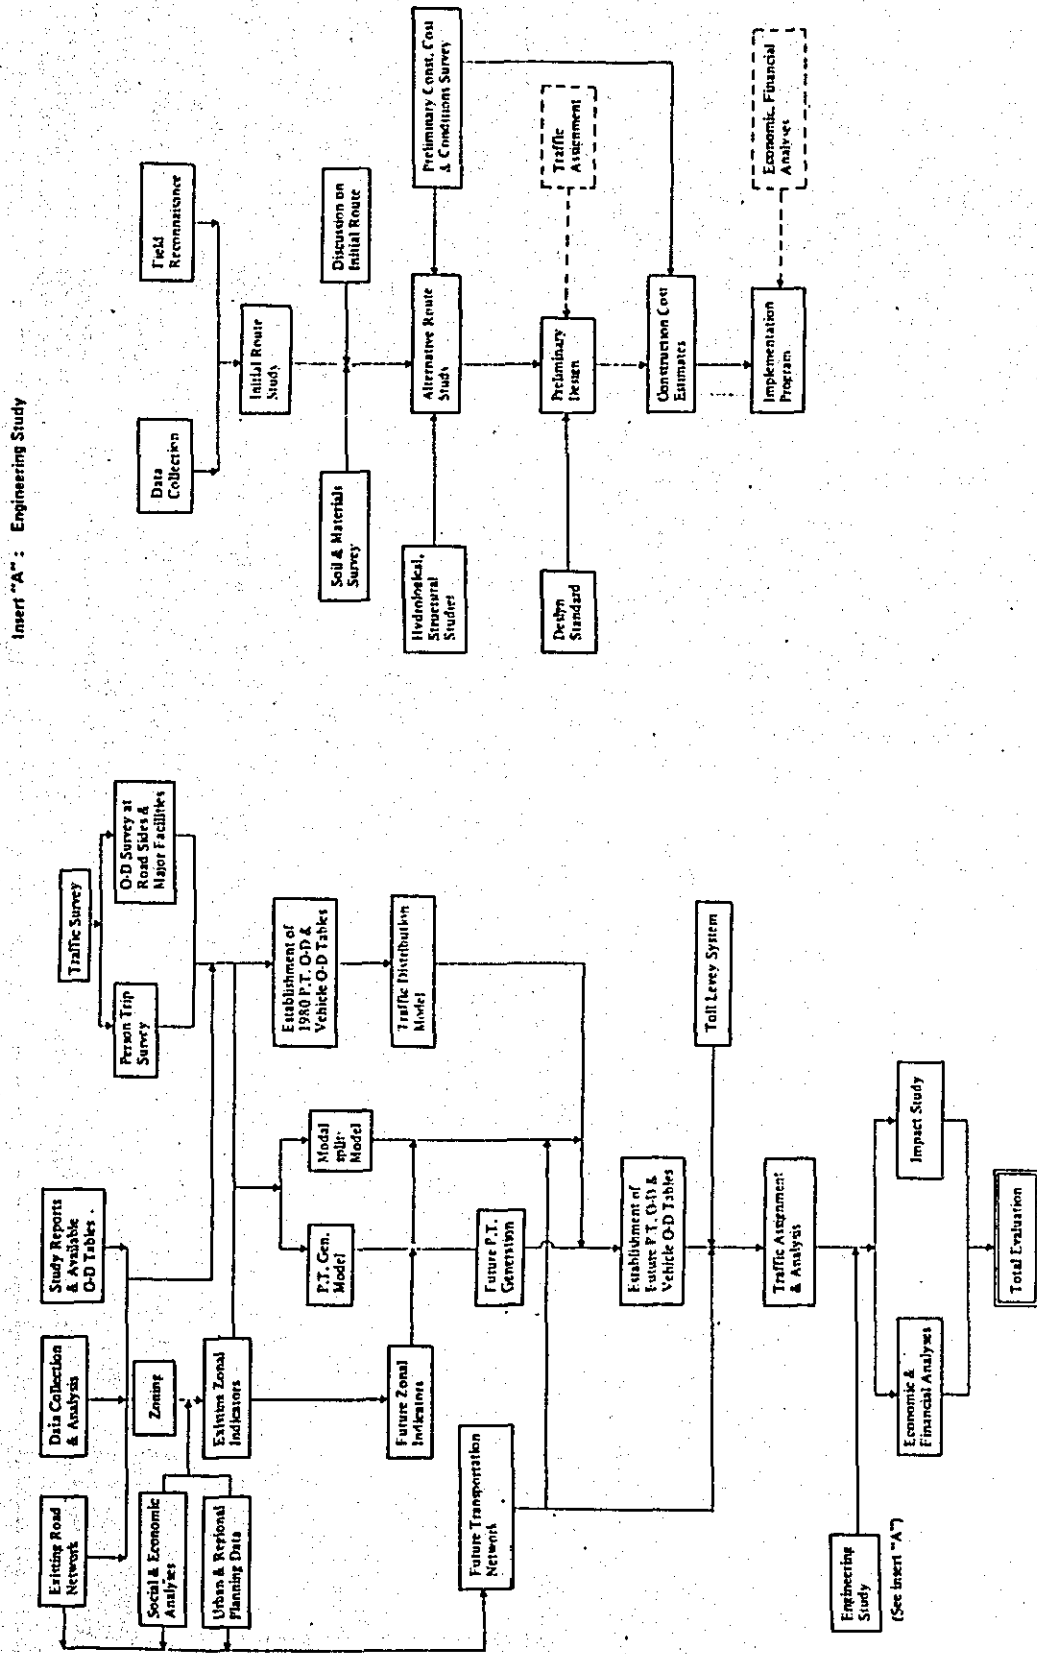 Existing Road
Network
Data Collection
& Analysis
Study Reports
& Available
O-D Tables
Traffic Survey
Social & Economic
Analyses
Urban & Regional
Planning Data
Zoning
Person Trip
Survey
O-D Survey at
Road Sides &
Major Facilities
Existing Zonal
Indicators
P.T. Gen.
Model
Modal
split
Model
Establishment of
1980 P.T. O-D &
Vehicle O-D Tables
Future Zonal
Indicators
Traffic Distribution
Model
Future Transportation
Network
Future P.T.
Generation
Establishment of
Future P.T. O-D &
Vehicle O-D Tables
Toll Levey System
Traffic Assignment
& Analysis
Engineering
Study
(See insert "A")
Economic &
Financial Analyses
Impact Study
Total Evaluation
Insert "A" : Engineering Study
Data
Collection
Field
Reconnaisance
Initial Route
Study
Soil & Materials
Survey
Discussion on
Initial Route
Hydrological,
Structural
Studies
Alternative Route
Study
Preliminary Const. Cost
& Conditions Survey
Design
Standard
Preliminary
Design
Traffic
Assignment
Construction Cost
Estimates
Implementation
Program
Economic, Financial
Analyses